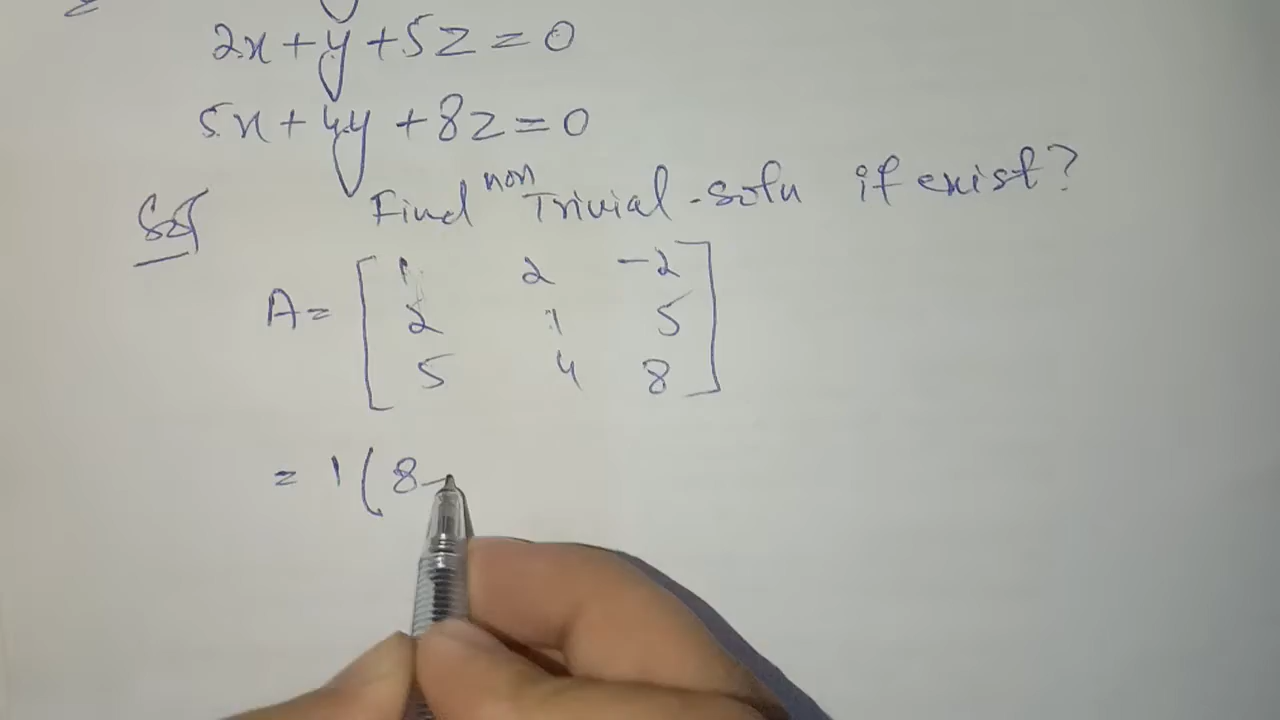 2x+y+5z=0
5x+4y+8z=0
Sol
Find non Trivial soln if exist?
A= [ 1 2 -2
2 1 5
5 4 8 ]
= 1(8-